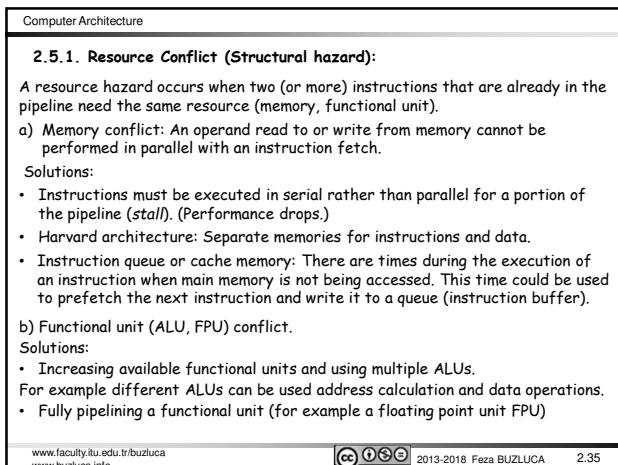 Computer Architecture
2.5.1. Resource Conflict (Structural hazard):
A resource hazard occurs when two (or more) instructions that are already in the
pipeline need the same resource (memory, functional unit).
a) Memory conflict: An operand read to or write from memory cannot be
performed in parallel with an instruction fetch.
Solutions:
• Instructions must be executed in serial rather than parallel for a portion of
the pipeline (stall). (Performance drops.)
• Harvard architecture: Separate memories for instructions and data.
• Instruction queue or cache memory: There are times during the execution of
an instruction when main memory is not being accessed. This time could be used
to prefetch the next instruction and write it to a queue (instruction buffer).
b) Functional unit (ALU, FPU) conflict.
Solutions:
• Increasing available functional units and using multiple ALUs.
For example different ALUs can be used address calculation and data operations.
• Fully pipelining a functional unit (for example a floating point unit FPU)
www.faculty.itu.edu.tr/buzluca
www.buzluca.info
cc 2013-2018 Feza BUZLUCA 2.35